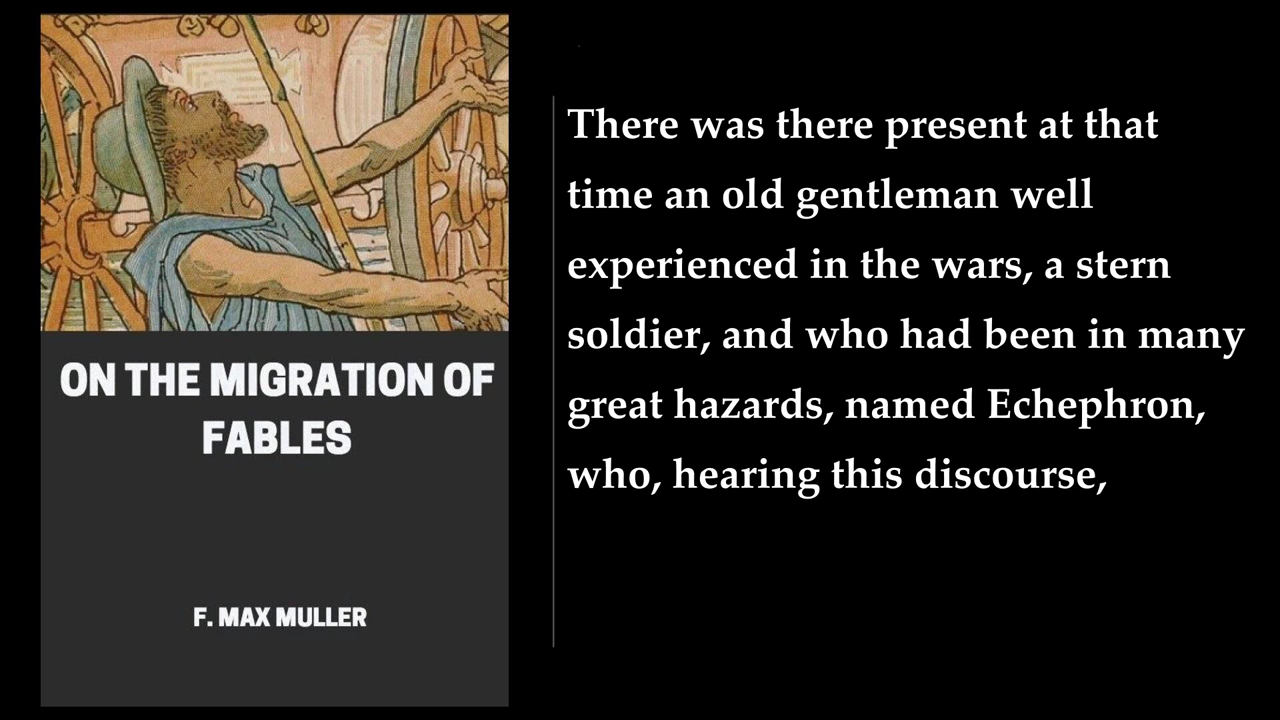 ON THE MIGRATION OF
FABLES
F. MAX MULLER
There was there present at that
time an old gentleman well
experienced in the wars, a stern
soldier, and who had been in many
great hazards, named Echephron,
who, hearing this discourse,